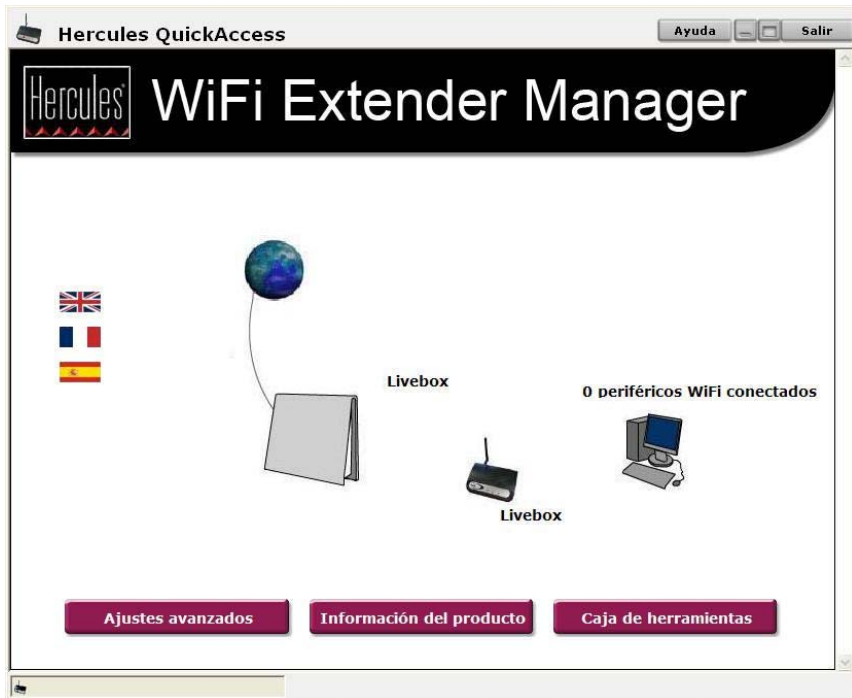 Hercules QuickAccess
Ayuda
Salir
Hercules®
WiFi Extender Manager
Livebox
0 periféricos WiFi conectados
Livebox
Ajustes avanzados
Información del producto
Caja de herramientas